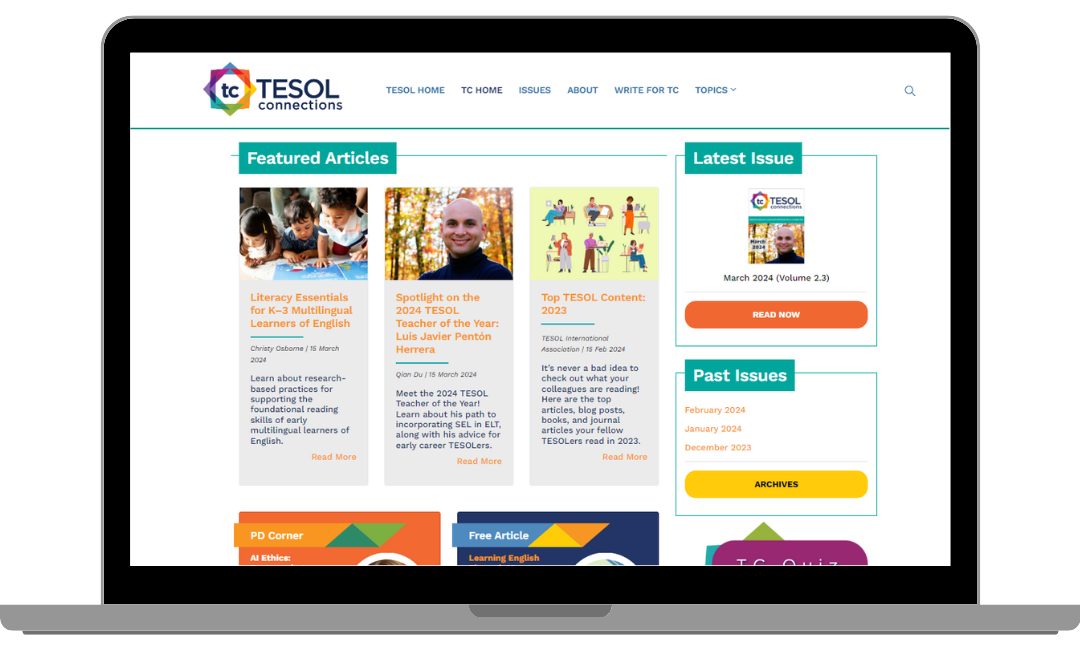 tc TESOL
connections
TESOL HOME TC HOME ISSUES ABOUT WRITE FOR TC TOPICS
Featured Articles
Literacy Essentials
for K–3 Multilingual
Learners of English
Christy Osborne | 15 March
2024
Learn about research-
based practices for
supporting the
foundational reading
skills of early
multilingual learners of
English.
Read More
Spotlight on the
2024 TESOL
Teacher of the Year:
Luis Javier Pentón
Herrera
Qian Du | 15 March 2024
Meet the 2024 TESOL
Teacher of the Year!
Learn about his path to
incorporating SEL in ELT,
along with his advice for
early career TESOLers.
Read More
Top TESOL Content:
2023
TESOL International
Association | 15 Feb 2024
It's never a bad idea to
check out what your
colleagues are reading!
Here are the top
articles, blog posts,
books, and journal
articles your fellow
TESOLers read in 2023.
Read More
Latest Issue
tc TESOL
connections
March
2024
March 2024 (Volume 2.3)
READ NOW
Past Issues
February 2024
January 2024
December 2023
ARCHIVES
PD Corner
AI Ethics:
Free Article
Learning English
TC Quiz